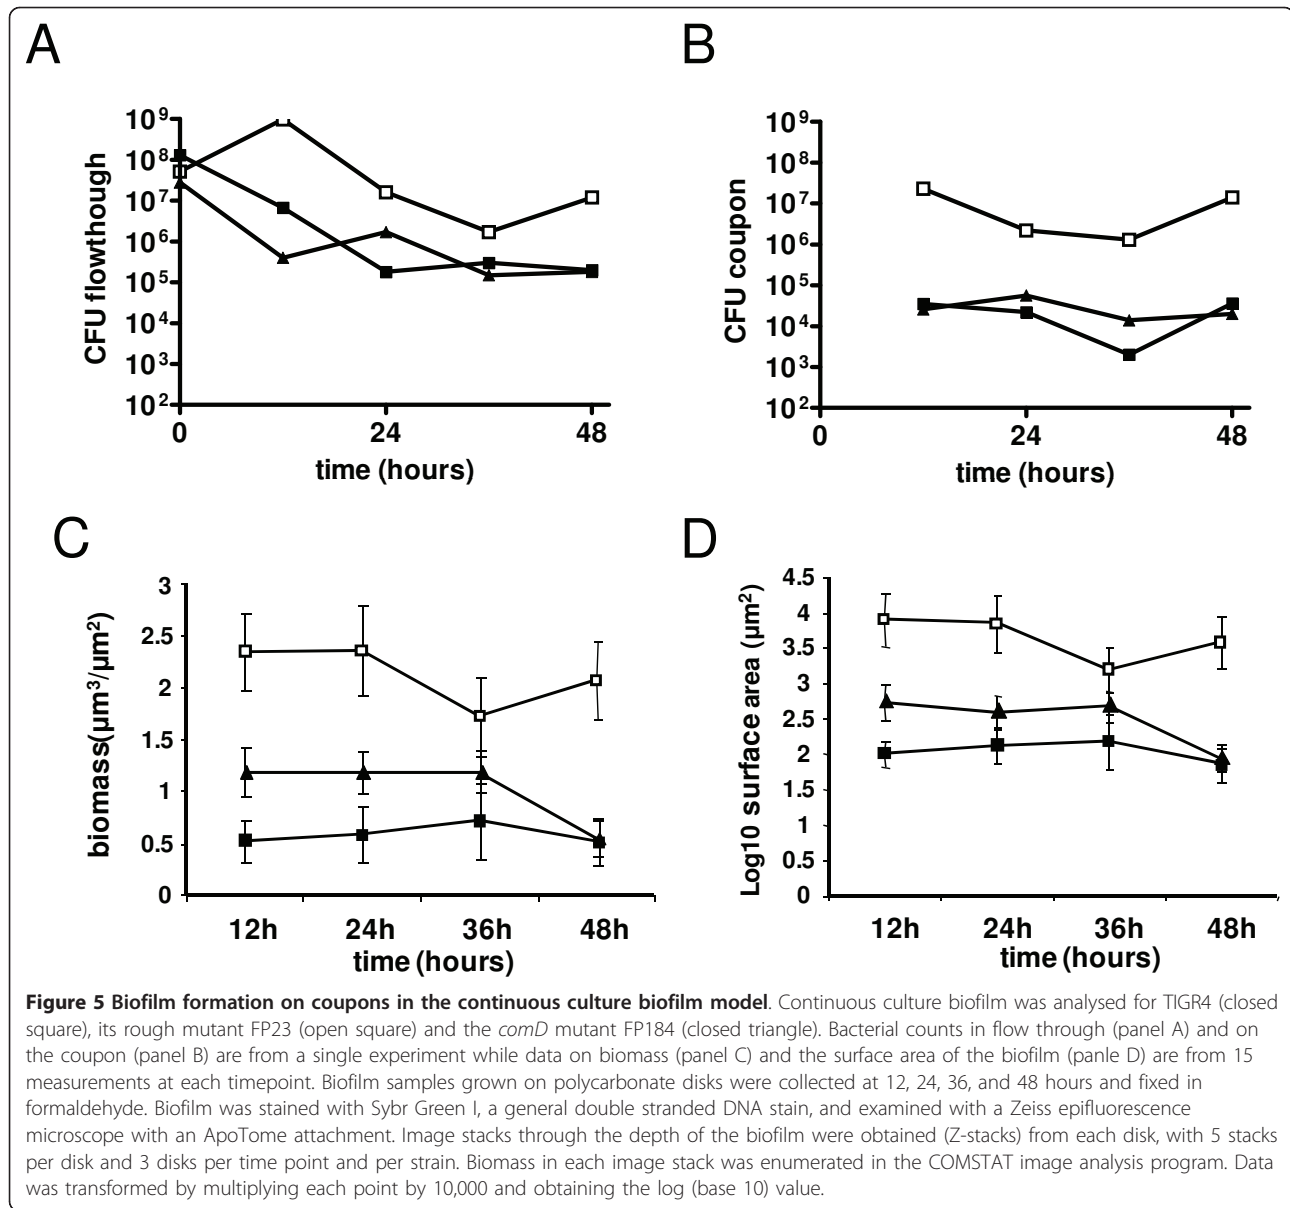 A
B
10⁹
10⁸
10⁷
10⁶
10⁵
10⁴
10³
10²
CFU flowthough
0
24
48
time (hours)
10⁹
10⁸
10⁷
10⁶
10⁵
10⁴
10³
10²
CFU coupon
0
24
48
time (hours)
C
D
3
2.5
2
1.5
1
0.5
0
biomass(µm³/µm²)
12h
24h
36h
48h
time (hours)
4.5
4
3.5
3
2.5
2
1.5
1
0.5
0
Log10 surface area (µm²)
12h
24h
36h
48h
time (hours)
Figure 5 Biofilm formation on coupons in the continuous culture biofilm model. Continuous culture biofilm was analysed for TIGR4 (closed
square), its rough mutant FP23 (open square) and the comD mutant FP184 (closed triangle). Bacterial counts in flow through (panel A) and on
the coupon (panel B) are from a single experiment while data on biomass (panel C) and the surface area of the biofilm (panle D) are from 15
measurements at each timepoint. Biofilm samples grown on polycarbonate disks were collected at 12, 24, 36, and 48 hours and fixed in
formaldehyde. Biofilm was stained with Sybr Green I, a general double stranded DNA stain, and examined with a Zeiss epifluorescence
microscope with an ApoTome attachment. Image stacks through the depth of the biofilm were obtained (Z-stacks) from each disk, with 5 stacks
per disk and 3 disks per time point and per strain. Biomass in each image stack was enumerated in the COMSTAT image analysis program. Data
was transformed by multiplying each point by 10,000 and obtaining the log (base 10) value.